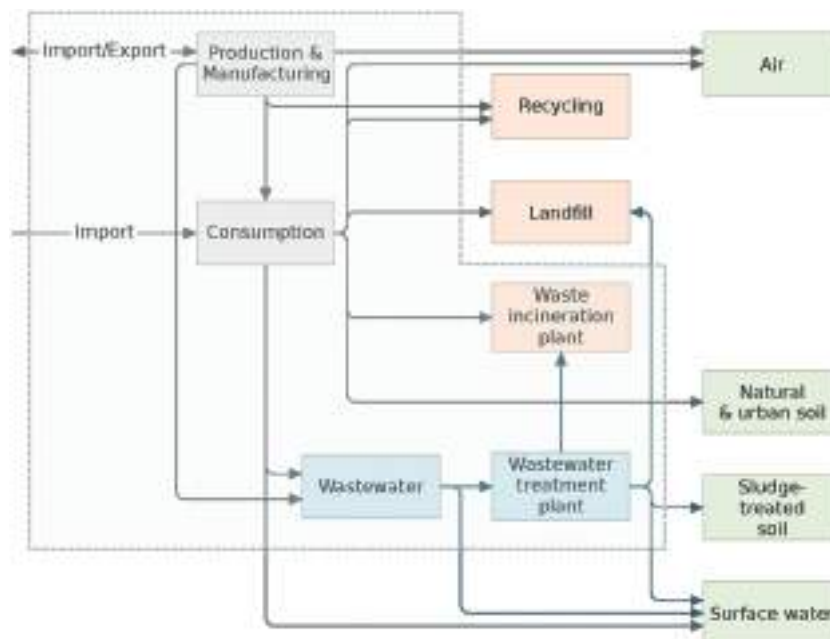 Import/Export
Production &
Manufacturing
Air
Recycling
Import
Consumption
Landfill
Waste
incineration
plant
Natural
& urban soil
Wastewater
Wastewater
treatment
plant
Sludge-
treated
soil
Surface water